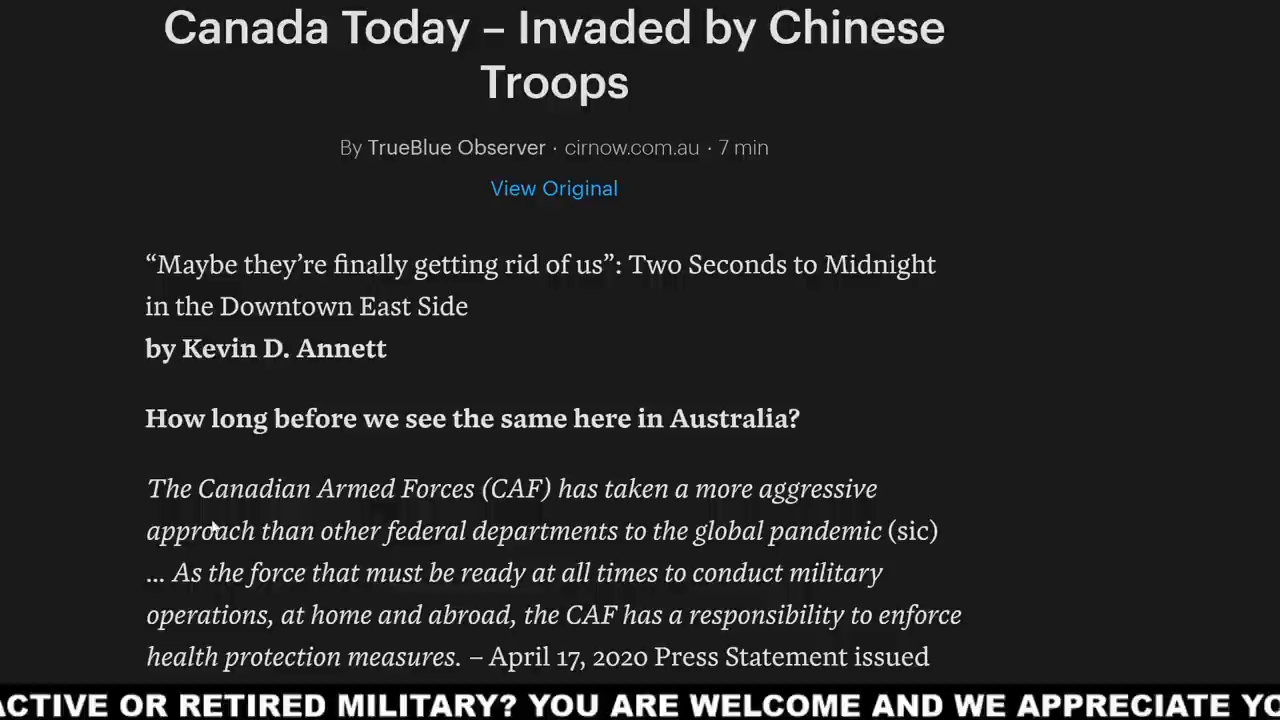 Canada Today – Invaded by Chinese
Troops
By TrueBlue Observer · cirnow.com.au · 7 min
View Original
“Maybe they’re finally getting rid of us”: Two Seconds to Midnight
in the Downtown East Side
by Kevin D. Annett
How long before we see the same here in Australia?
The Canadian Armed Forces (CAF) has taken a more aggressive
approach than other federal departments to the global pandemic (sic)
... As the force that must be ready at all times to conduct military
operations, at home and abroad, the CAF has a responsibility to enforce
health protection measures. – April 17, 2020 Press Statement issued
ACTIVE OR RETIRED MILITARY? YOU ARE WELCOME AND WE APPRECIATE YO